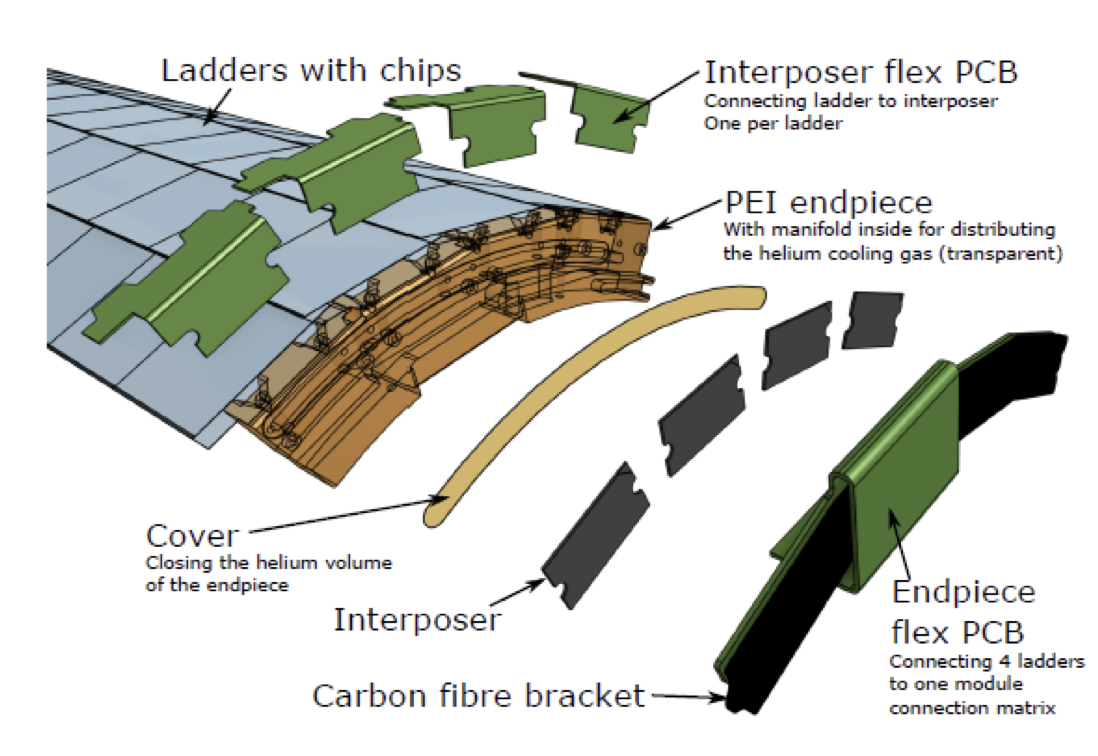 Ladders with chips
Interposer flex PCB
Connecting ladder to interposer
One per ladder
PEI endpiece
With manifold inside for distributing
the helium cooling gas (transparent)
Cover
Closing the helium volume
of the endpiece
Interposer
Endpiece
flex PCB
Connecting 4 ladders
to one module
connection matrix
Carbon fibre bracket